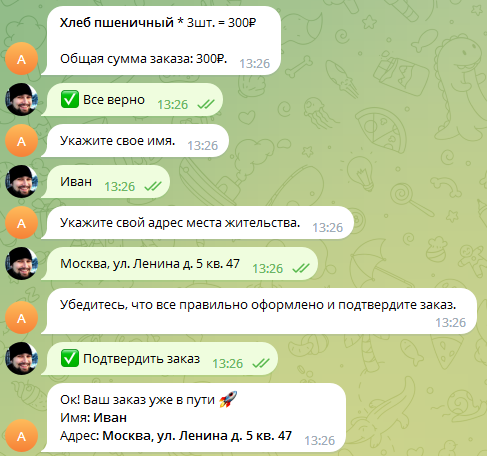 Хлеб пшеничный * 3шт. = 300₽
Общая сумма заказа: 300₽. 13:26
А
✅ Все верно 13:26
Укажите свое имя. 13:26
А
Иван 13:26
Укажите свой адрес места жительства. 13:26
А
Москва, ул. Ленина д. 5 кв. 47 13:26
Убедитесь, что все правильно оформлено и подтвердите заказ.
13:26
А
✅ Подтвердить заказ 13:26
Ок! Ваш заказ уже в пути 🚀
Имя: Иван
Адрес: Москва, ул. Ленина д. 5 кв. 47 13:26
А